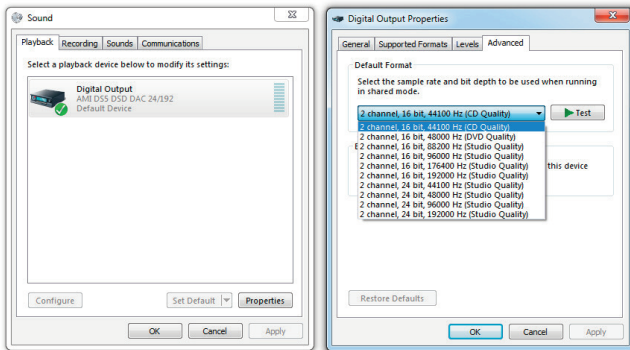 Sound
Playback Recording Sounds Communications
Select a playback device below to modify its settings:
Digital Output
AMI DS5 DSD DAC 24/192
Default Device
Configure
Set Default
Properties
OK
Cancel
Apply
Digital Output Properties
General Supported Formats Levels Advanced
Default Format
Select the sample rate and bit depth to be used when running
in shared mode.
2 channel, 16 bit, 44100 Hz (CD Quality)
Test
2 channel, 16 bit, 44100 Hz (CD Quality)
2 channel, 16 bit, 48000 Hz (DVD Quality)
2 channel, 16 bit, 88200 Hz (Studio Quality)
2 channel, 16 bit, 96000 Hz (Studio Quality)
2 channel, 16 bit, 176400 Hz (Studio Quality)
this device
2 channel, 16 bit, 192000 Hz (Studio Quality)
2 channel, 24 bit, 44100 Hz (Studio Quality)
2 channel, 24 bit, 48000 Hz (Studio Quality)
2 channel, 24 bit, 96000 Hz (Studio Quality)
2 channel, 24 bit, 192000 Hz (Studio Quality)
Restore Defaults
OK
Cancel
Apply